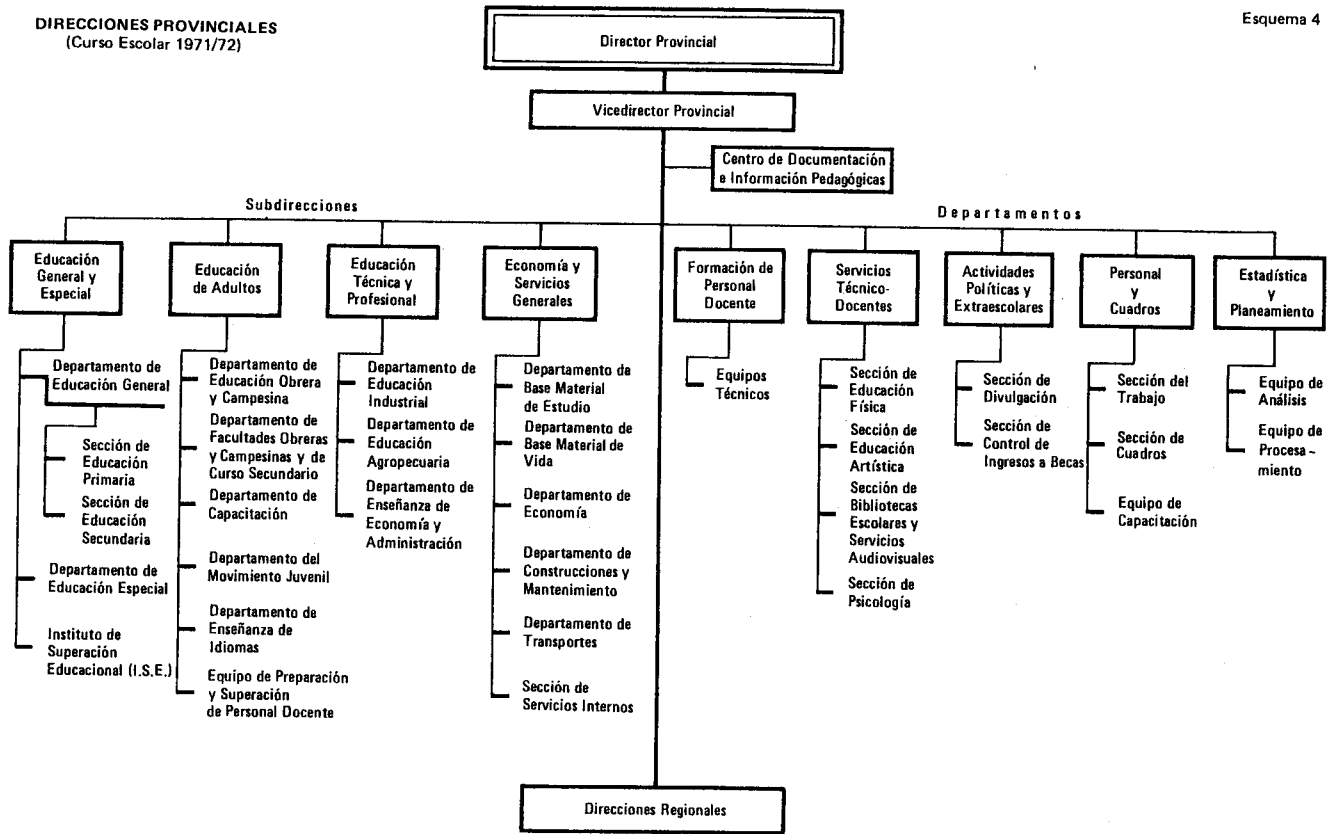 DIRECCIONES PROVINCIALES
(Curso Escolar 1971/72)
Esquema 4
Director Provincial
Vicedirector Provincial
Centro de Documentación
e Información Pedagógicas
Subdirecciones
Departamentos
Educación
General y
Especial
Departamento de
Educación General
Sección de
Educación
Primaria
Sección de
Educación
Secundaria
Departamento de
Educación Especial
Instituto de
Superación
Educacional (I.S.E.)
Educación
de Adultos
Departamento de
Educación Obrera
y Campesina
Departamento de
Facultades Obreras
y Campesinas y de
Curso Secundario
Departamento de
Capacitación
Departamento del
Movimiento Juvenil
Departamento de
Enseñanza de
Idiomas
Equipo de Preparación
y Superación
de Personal Docente
Educación
Técnica y
Profesional
Departamento de
Educación
Industrial
Departamento de
Educación
Agropecuaria
Departamento de
Enseñanza de
Economía y
Administración
Economía y
Servicios
Generales
Departamento de
Base Material
de Estudio
Departamento de
Base Material de
Vida
Departamento de
Economía
Departamento de
Construcciones y
Mantenimiento
Departamento de
Transportes
Sección de
Servicios Internos
Formación de
Personal
Docente
Equipos
Técnicos
Servicios
Técnico-
Docentes
Sección de
Educación
Física
Sección de
Educación
Artística
Sección de
Bibliotecas
Escolares y
Servicios
Audiovisuales
Sección de
Psicología
Actividades
Políticas y
Extraescolares
Sección de
Divulgación
Sección de
Control de
Ingresos a Becas
Personal
y
Cuadros
Sección del
Trabajo
Sección de
Cuadros
Equipo de
Capacitación
Estadística
y
Planeamiento
Equipo de
Análisis
Equipo de
Procesa-
miento
Direcciones Regionales